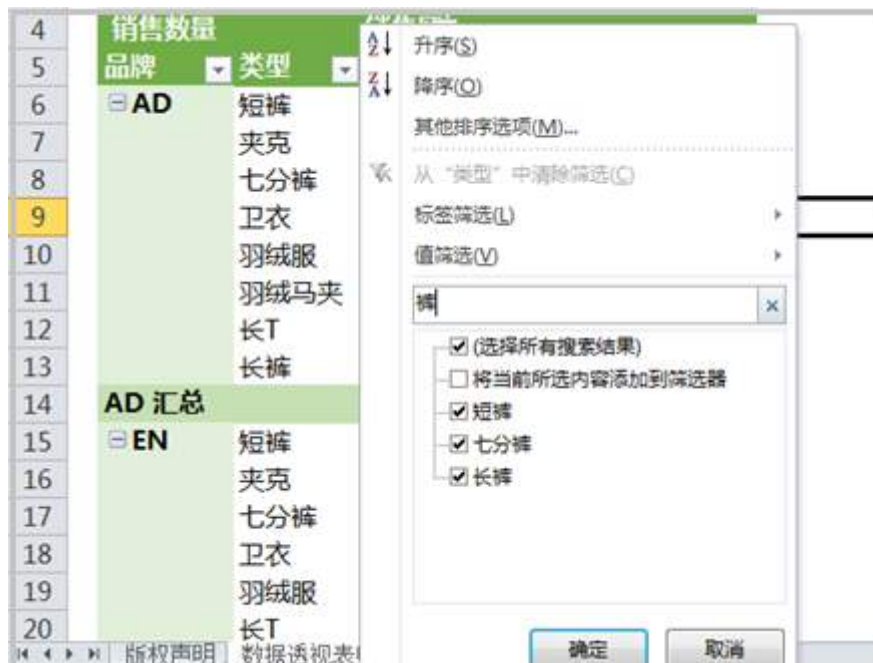 4 销售数量
5 品牌 类型
6 AD 短裤
7 夹克
8 七分裤
9 卫衣
10 羽绒服
11 羽绒马夹
12 长T
13 长裤
14 AD 汇总
15 EN 短裤
16 夹克
17 七分裤
18 卫衣
19 羽绒服
20 长T
版权声明 数据透视表
升序(S)
降序(O)
其他排序选项(M)...
从“类型”中清除筛选(C)
标签筛选(L)
值筛选(V)
裤
(选择所有搜索结果)
将当前所选内容添加到筛选器
短裤
七分裤
长裤
确定 取消